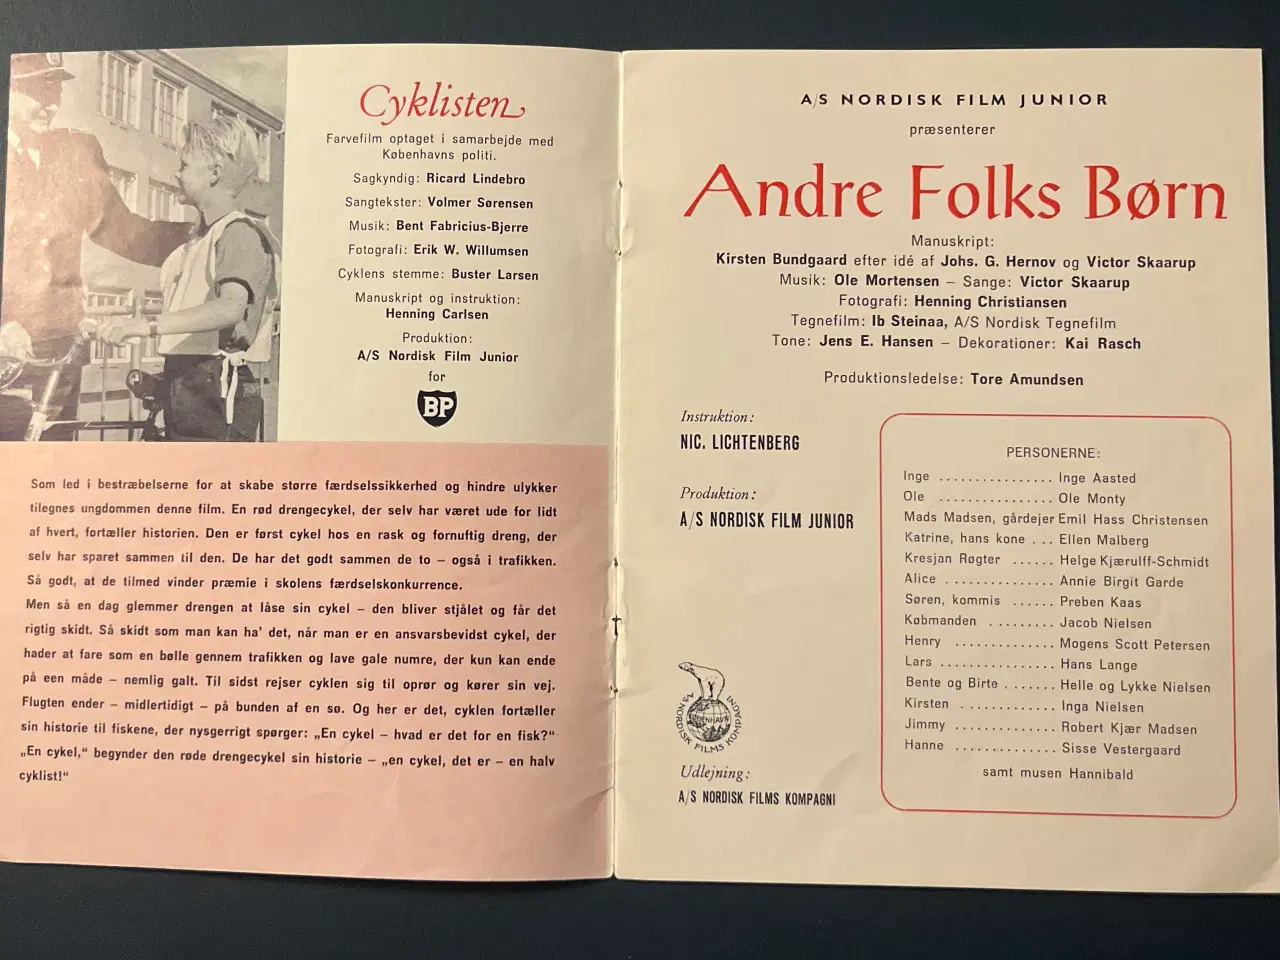 Cyklisten
Farvefilm optaget i samarbejde med
Københavns politi.
Sagkyndig: Ricard Lindebro
Sangtekster: Volmer Sørensen
Musik: Bent Fabricius-Bjerre
Fotografi: Erik W. Willumsen
Cyklens stemme: Buster Larsen
Manuskript og instruktion:
Henning Carlsen
Produktion:
A/S Nordisk Film Junior
for
BP
Som led i bestræbelserne for at skabe større færdselssikkerhed og hindre ulykker
tilegnes ungdommen denne film. En rød drengecykel, der selv har været ude for lidt
af hvert, fortæller historien. Den er først cykel hos en rask og fornuftig dreng, der
selv har sparet sammen til den. De har det godt sammen de to – også i trafikken.
Så godt, at de tilmed vinder præmie i skolens færdselskonkurrence.
Men så en dag glemmer drengen at låse sin cykel – den bliver stjålet og får det
rigtig skidt. Så skidt som man kan ha' det, når man er en ansvarsbevidst cykel, der
hader at fare som en bølle gennem trafikken og lave gale numre, der kun kan ende
på een måde – nemlig galt. Til sidst rejser cyklen sig til oprør og kører sin vej.
Flugten ender – midlertidigt – på bunden af en sø. Og her er det, cyklen fortæller
sin historie til fiskene, der nysgerrigt spørger: „En cykel – hvad er det for en fisk?“
„En cykel,“ begynder den røde drengecykel sin historie – „en cykel, det er – en halv
cyklist!“
A/S NORDISK FILM JUNIOR
præsenterer
Andre Folks Børn
Manuskript:
Kirsten Bundgaard efter idé af Johs. G. Hernov og Victor Skaarup
Musik: Ole Mortensen – Sange: Victor Skaarup
Fotografi: Henning Christiansen
Tegnefilm: Ib Steinaa, A/S Nordisk Tegnefilm
Tone: Jens E. Hansen – Dekorationer: Kai Rasch
Produktionsledelse: Tore Amundsen
Instruktion:
NIC. LICHTENBERG
Produktion:
A/S NORDISK FILM JUNIOR
KØBENHAVN
A/S NORDISK FILMS KOMPAGNI
Udlejning:
A/S NORDISK FILMS KOMPAGNI
PERSONERNE:
Inge ................ Inge Aasted
Ole ................ Ole Monty
Mads Madsen, gårdejer Emil Hass Christensen
Katrine, hans kone ... Ellen Malberg
Kresjan Røgter ...... Helge Kjærulff-Schmidt
Alice ............... Annie Birgit Garde
Søren, kommis ...... Preben Kaas
Købmanden ......... Jacob Nielsen
Henry .............. Mogens Scott Petersen
Lars ................ Hans Lange
Bente og Birte ....... Helle og Lykke Nielsen
Kirsten ............. Inga Nielsen
Jimmy .............. Robert Kjær Madsen
Hanne .............. Sisse Vestergaard
samt musen Hannibald